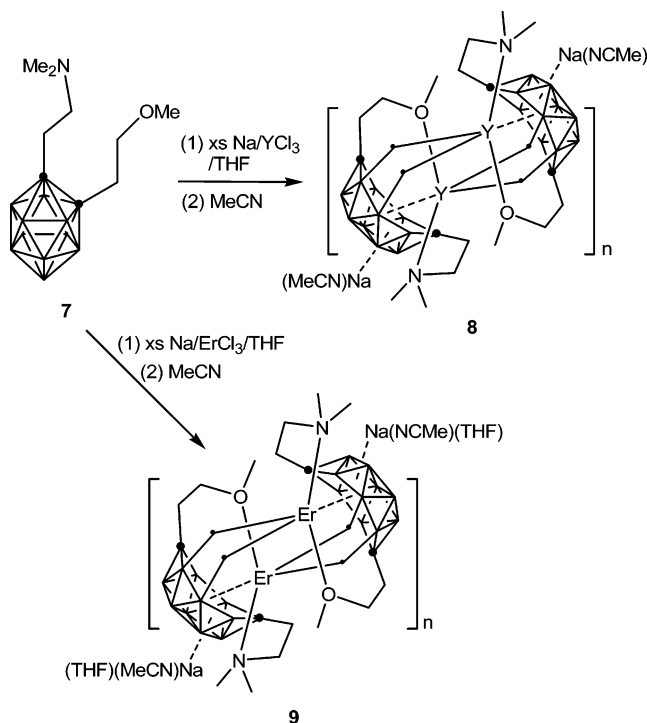 Me2N
OMe
7
(1) xs Na/YCl3
/THF
(2) MeCN
N
Na(NCMe)
O
Y
Y
O
N
(MeCN)Na
n
8
(1) xs Na/ErCl3/THF
(2) MeCN
N
Na(NCMe)(THF)
O
Er
Er
O
N
(THF)(MeCN)Na
n
9